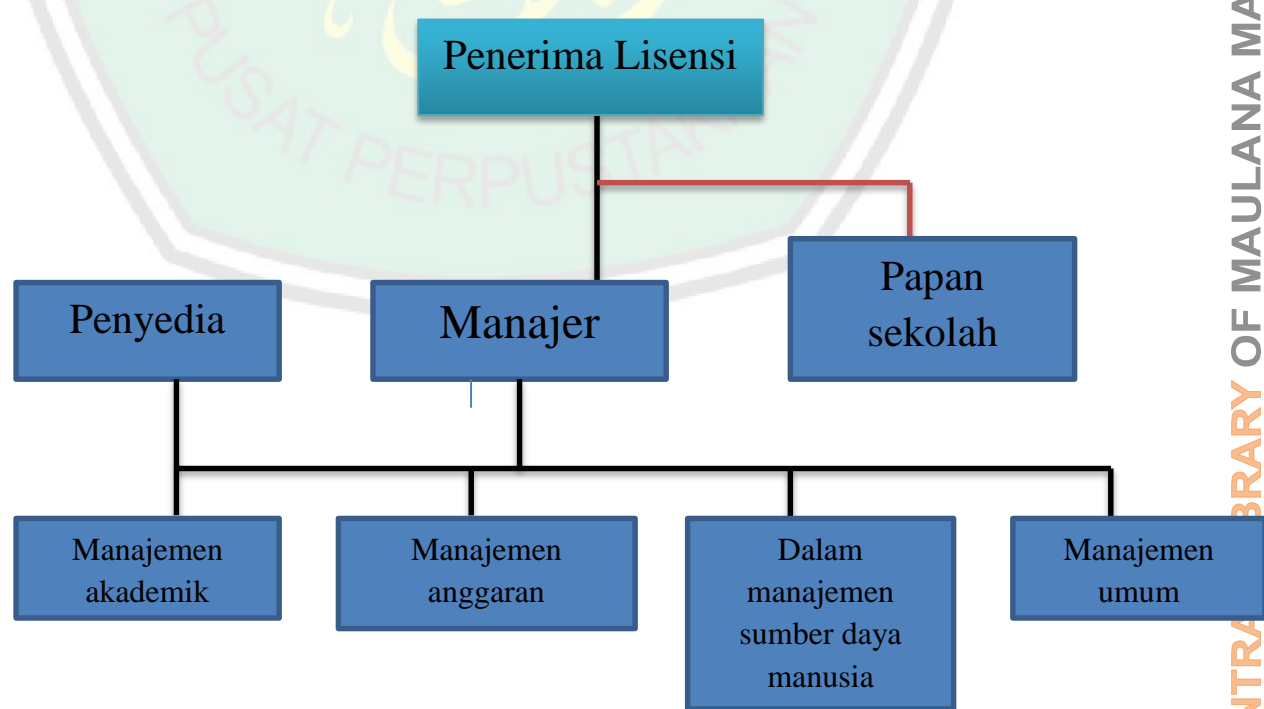 Penerima Lisensi
Papan
sekolah
Penyedia
Manajer
Manajemen
akademik
Manajemen
anggaran
Dalam
manajemen
sumber daya
manusia
Manajemen
umum
PUSAT PERPUSTAKAAN
OF MAULANA MA